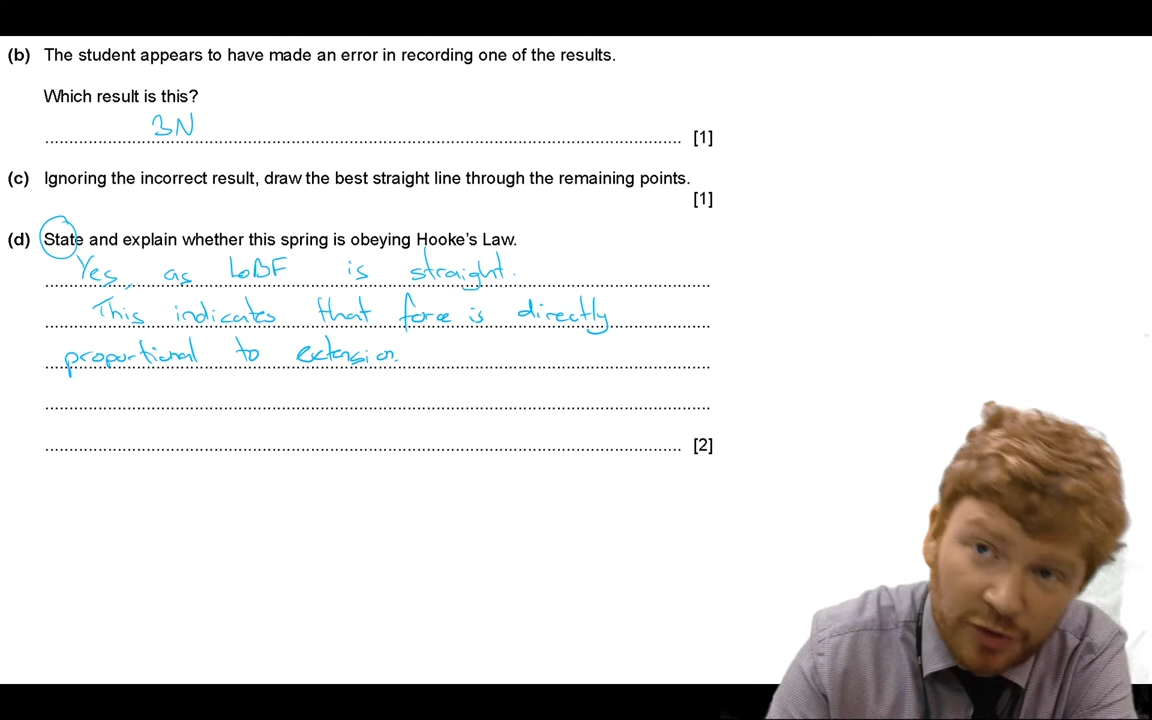 (b) The student appears to have made an error in recording one of the results.
Which result is this?
3N
[1]
(c) Ignoring the incorrect result, draw the best straight line through the remaining points.
[1]
(d) State and explain whether this spring is obeying Hooke's Law.
Yes, as LoBF is straight.
This indicates that force is directly
proportional to extension.
[2]